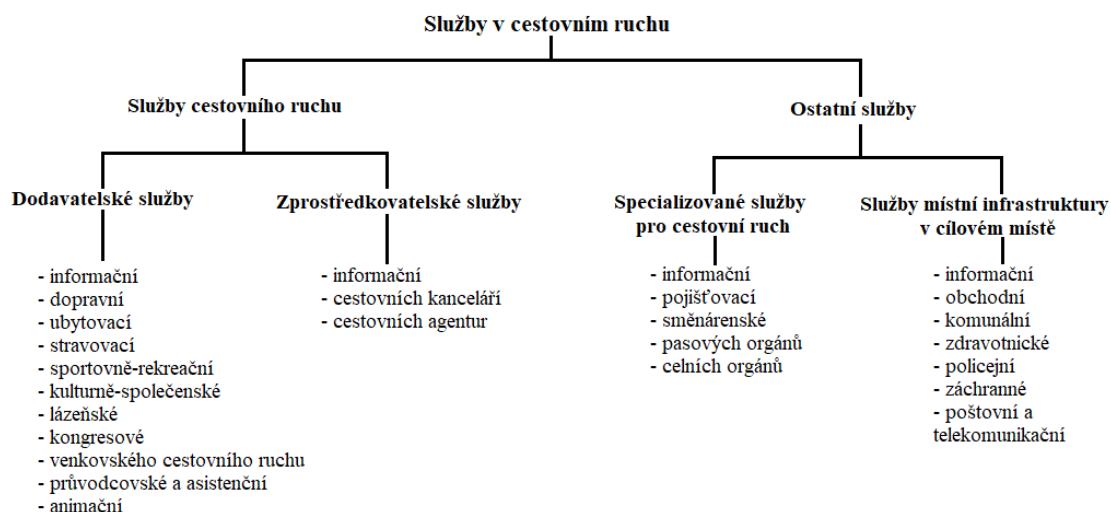 Služby v cestovním ruchu
Služby cestovního ruchu
Ostatní služby
Dodavatelské služby
- informační
- dopravní
- ubytovací
- stravovací
- sportovně-rekreační
- kulturně-společenské
- lázeňské
- kongresové
- venkovského cestovního ruchu
- průvodcovské a asistenční
- animační
Zprostředkovatelské služby
- informační
- cestovních kanceláří
- cestovních agentur
Specializované služby
pro cestovní ruch
- informační
- pojišťovací
- směnárenské
- pasových orgánů
- celních orgánů
Služby místní infrastruktury
v cílovém místě
- informační
- obchodní
- komunální
- zdravotnické
- policejní
- záchranné
- poštovní a
telekomunikační